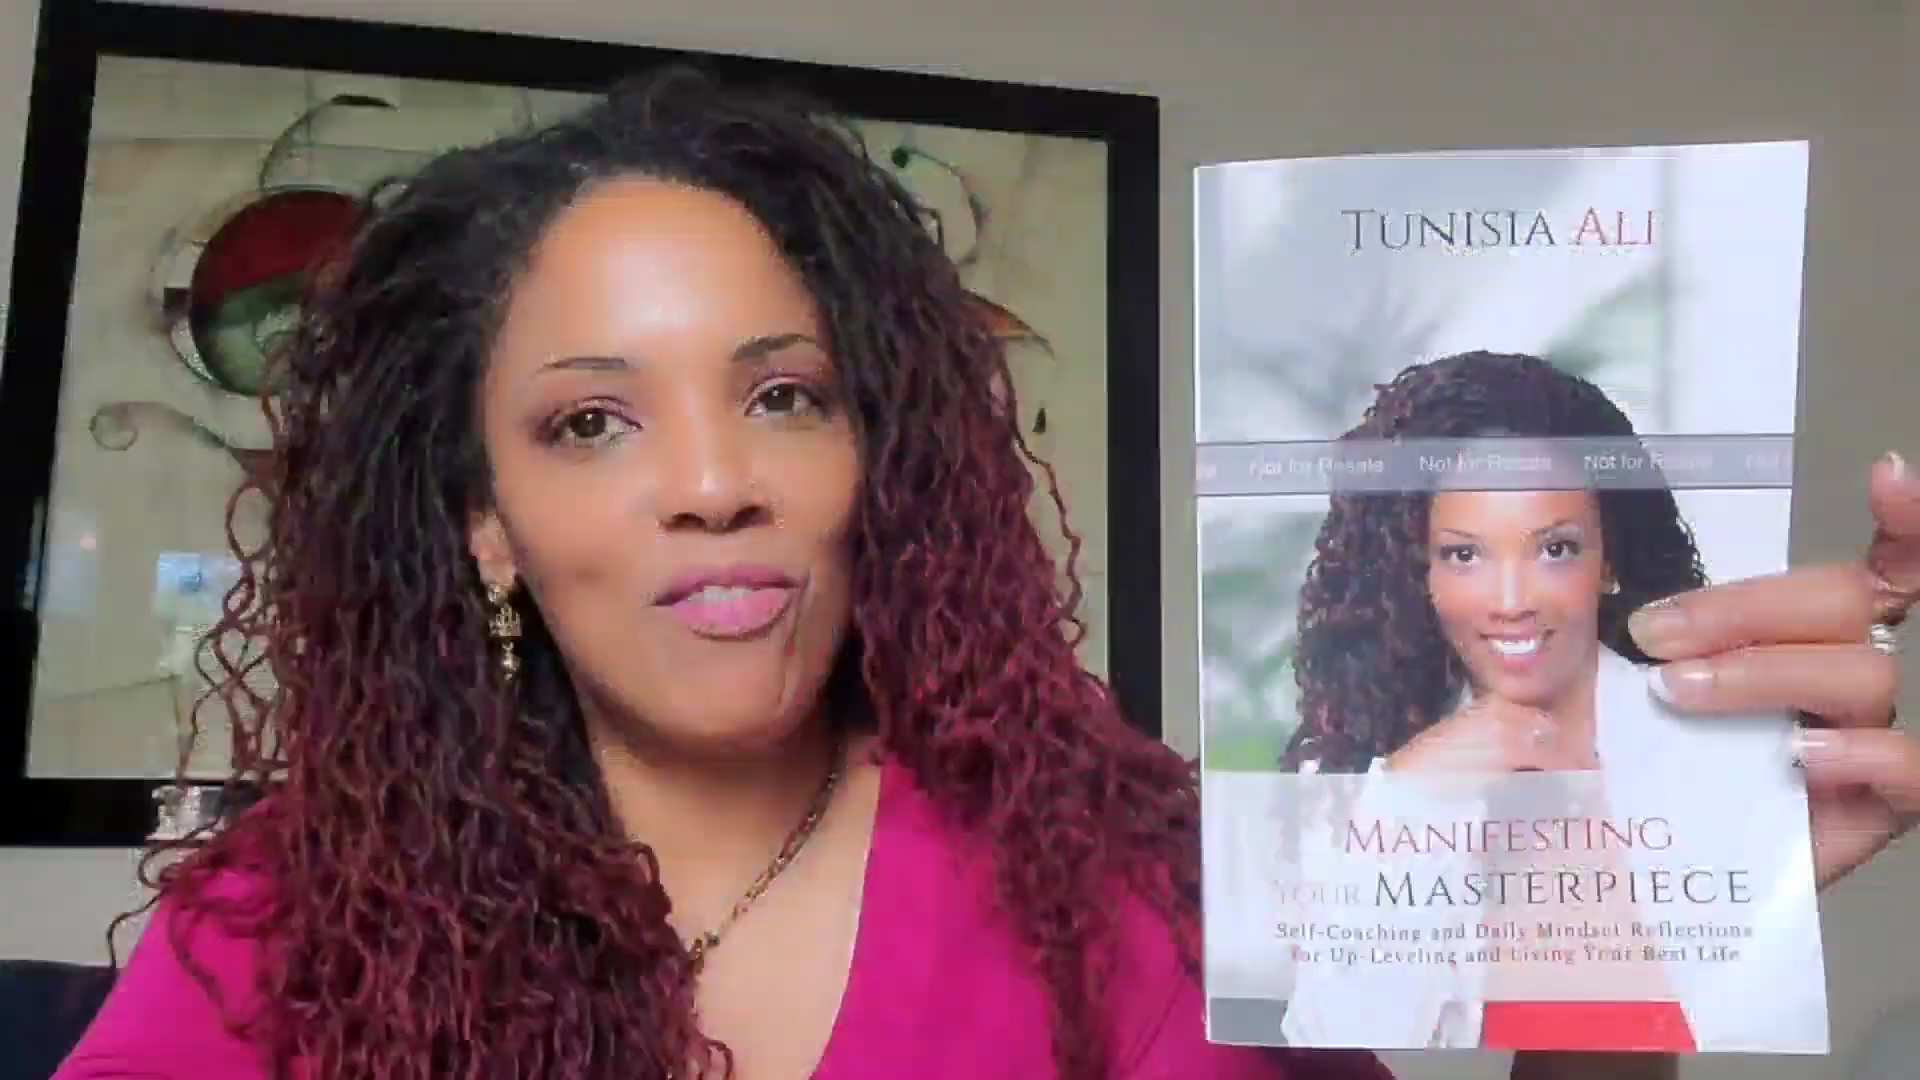 TUNISIA ALI
Not for Resale Not for Resale Not for Resale
MANIFESTING
YOUR MASTERPIECE
Self-Coaching and Daily Mindset Reflections
for Up-Leveling and Living Your Best Life